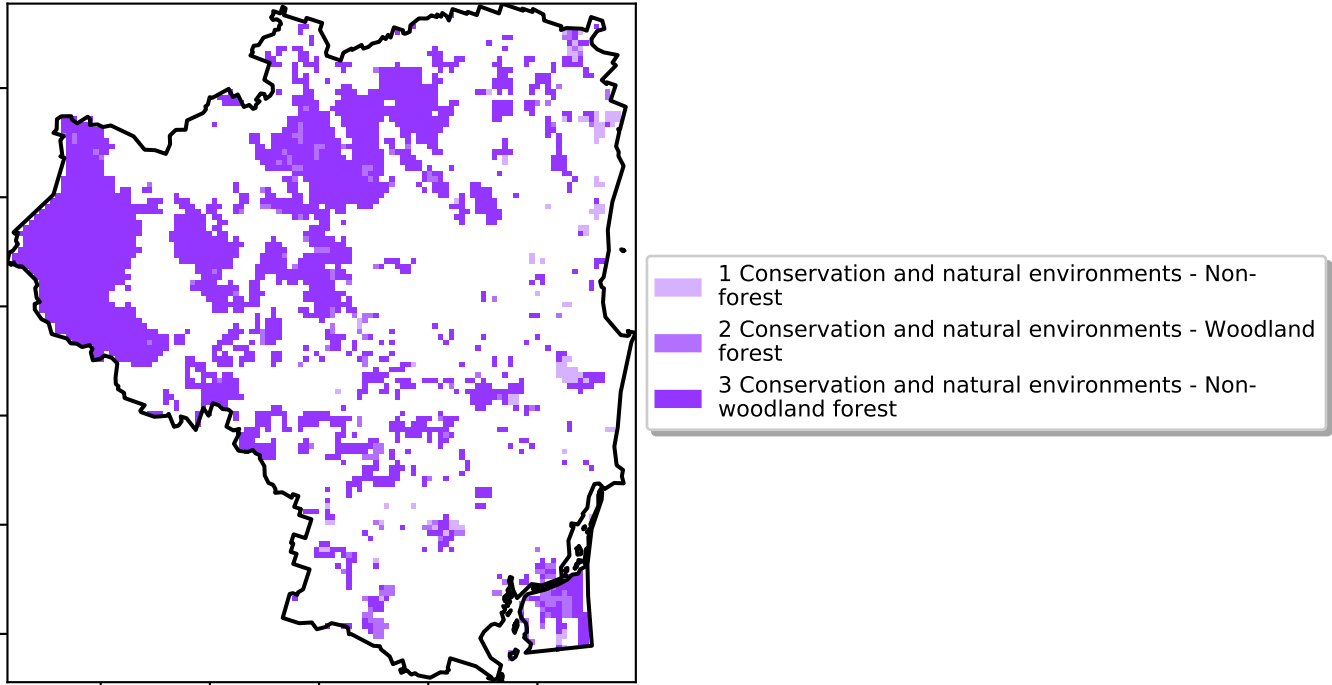 1 Conservation and natural environments - Non-
forest
2 Conservation and natural environments - Woodland
forest
3 Conservation and natural environments - Non-
woodland forest